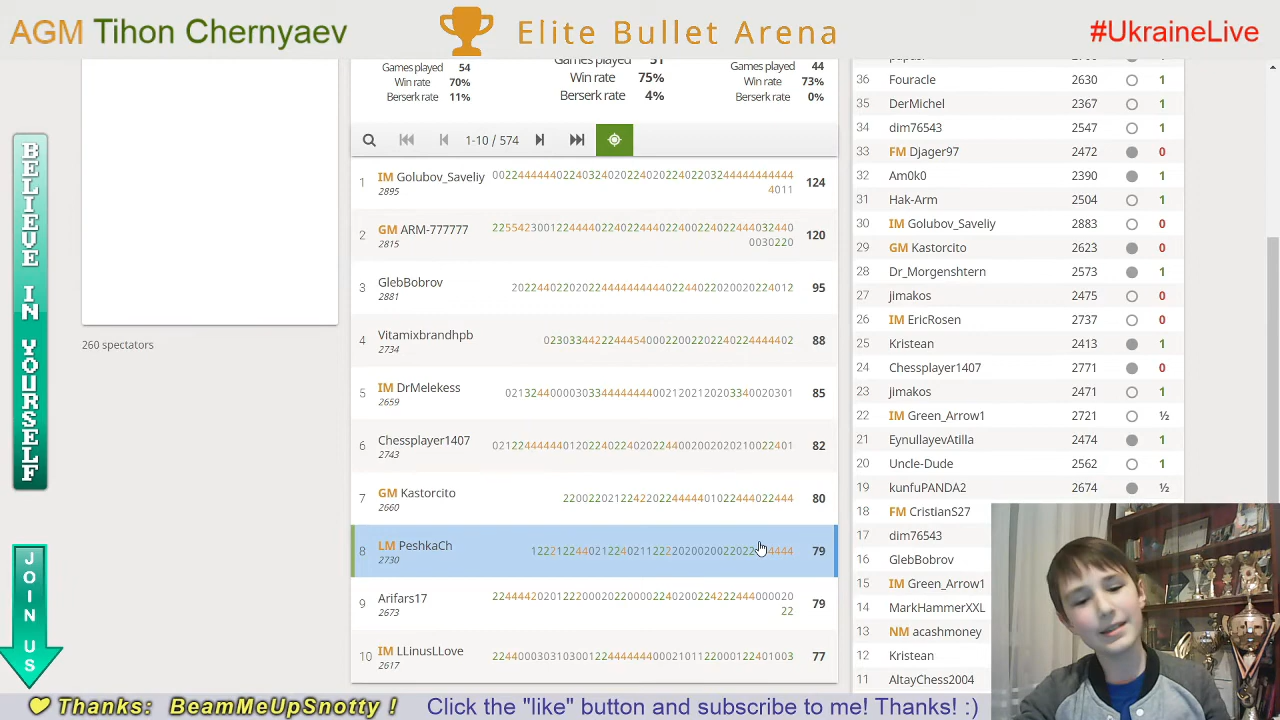 AGM Tihon Chernyaev
Elite Bullet Arena
#UkraineLive
BELIEVE IN YOURSELF
JOIN US
260 spectators
Games played 54
Win rate 70%
Berserk rate 11%
Games played 51
Win rate 75%
Berserk rate 4%
Games played 44
Win rate 73%
Berserk rate 0%
1-10 / 574
1 IM Golubov_Saveliy 124
2895
2 GM ARM-777777 120
2815
3 GlebBobrov 95
2881
4 Vitamixbrandhpb 88
2734
5 IM DrMelekess 85
2659
6 Chessplayer1407 82
2743
7 GM Kastorcito 80
2660
8 LM PeshkaCh 79
2730
9 Arifars17 79
2673
10 IM LLinusLLove 77
2617
36 Fouracle 2630 1
35 DerMichel 2367 1
34 dim76543 2547 1
33 FM Djager97 2472 0
32 Am0k0 2390 1
31 Hak-Arm 2504 1
30 IM Golubov_Saveliy 2883 0
29 GM Kastorcito 2623 0
28 Dr_Morgenshtern 2573 1
27 jimakos 2475 0
26 IM EricRosen 2737 0
25 Kristean 2413 1
24 Chessplayer1407 2771 0
23 jimakos 2471 1
22 IM Green_Arrow1 2721 ½
21 EynullayevAtilla 2474 1
20 Uncle-Dude 2562 1
19 kunfuPANDA2 2674 ½
18 FM CristianS27
17 dim76543
16 GlebBobrov
15 IM Green_Arrow1
14 MarkHammerXXL
13 NM acashmoney
12 Kristean
11 AltayChess2004
Thanks: BeamMeUpSnotty !
Click the "like" button and subscribe to me! Thanks! :)